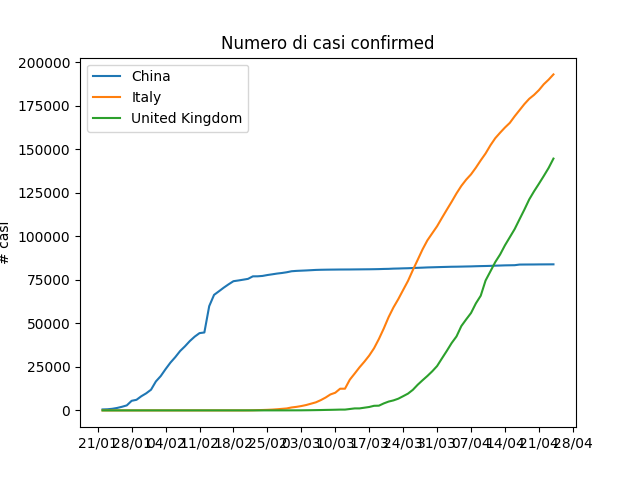 Numero di casi confirmed
China
Italy
United Kingdom
200000
175000
150000
125000
100000
75000
50000
25000
0
# casi
21/01 28/01 04/02 11/02 18/02 25/02 03/03 10/03 17/03 24/03 31/03 07/04 14/04 21/04 28/04